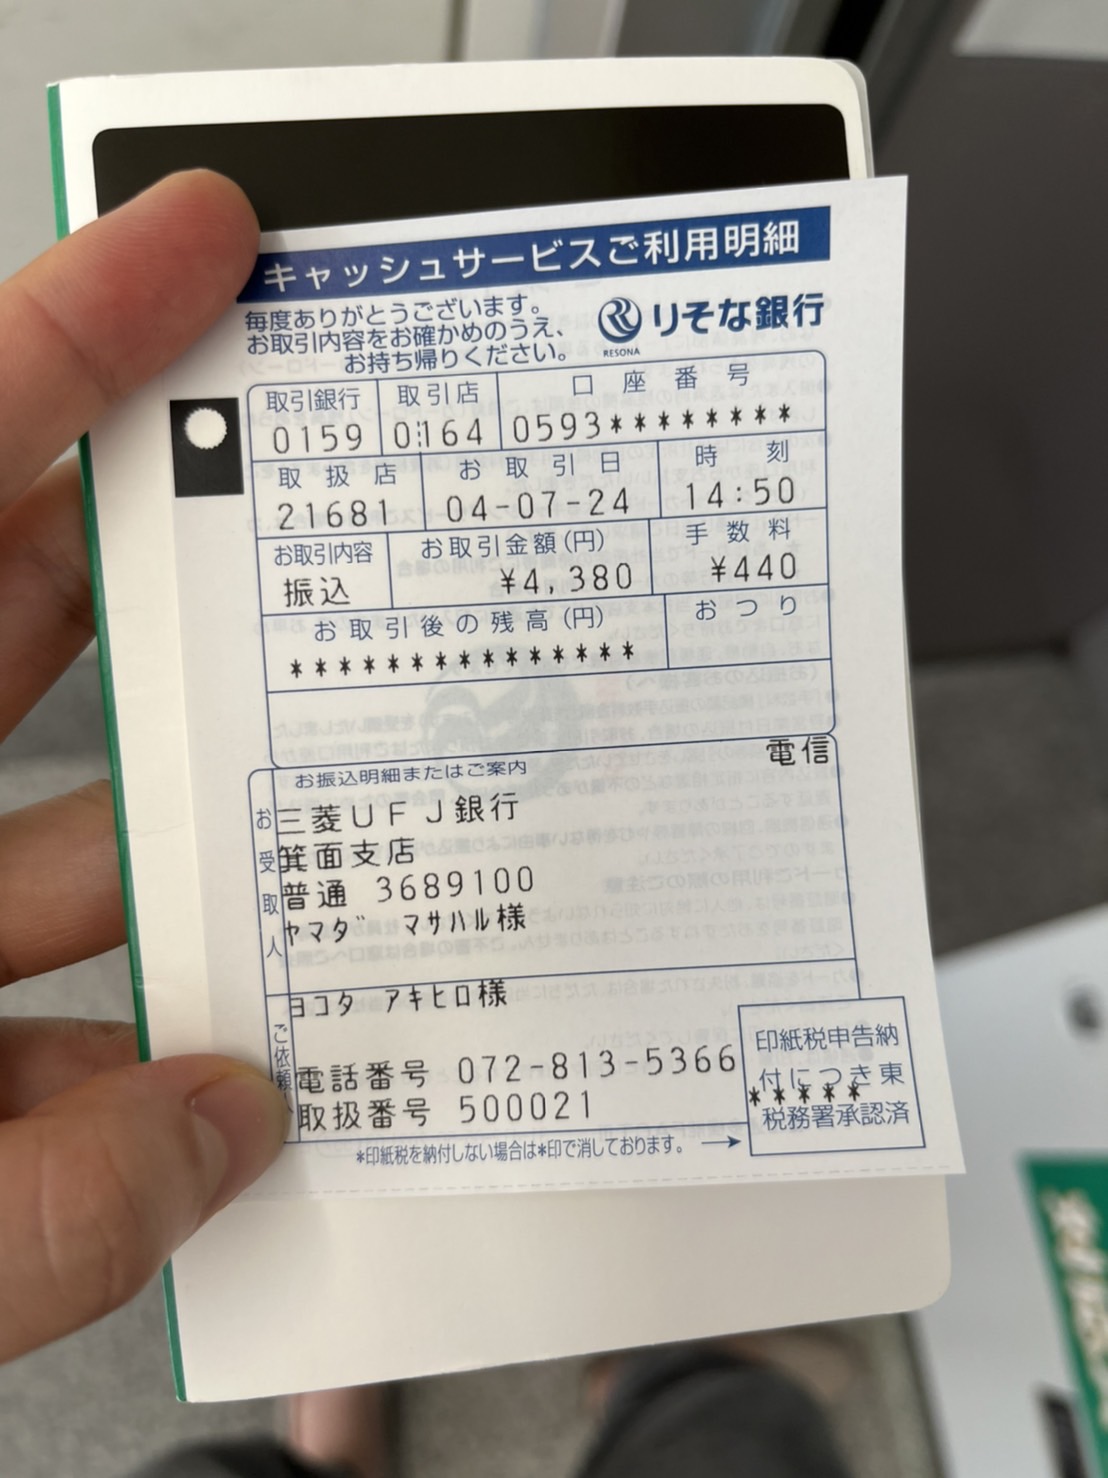 キャッシュサービスご利用明細
毎度ありがとうございます。
お取引内容をお確かめのうえ、
お持ち帰りください。
りそな銀行
RESONA
取引銀行 取引店 口座番号
0159 0164 0593********
取扱店 お取引日 時刻
21681 04-07-24 14:50
お取引内容 お取引金額(円) 手数料
振込 ¥4,380 ¥440
お取引後の残高(円) おつり
***************
電信
お振込明細またはご案内
お受取人
三菱UFJ銀行
箕面支店
普通 3689100
ヤマダ マサハル様
ご依頼人
ヨコタ アキヒロ様
電話番号 072-813-5366
取扱番号 500021
印紙税申告納
付につき東
*****
税務署承認済
*印紙税を納付しない場合は*印で消しております。